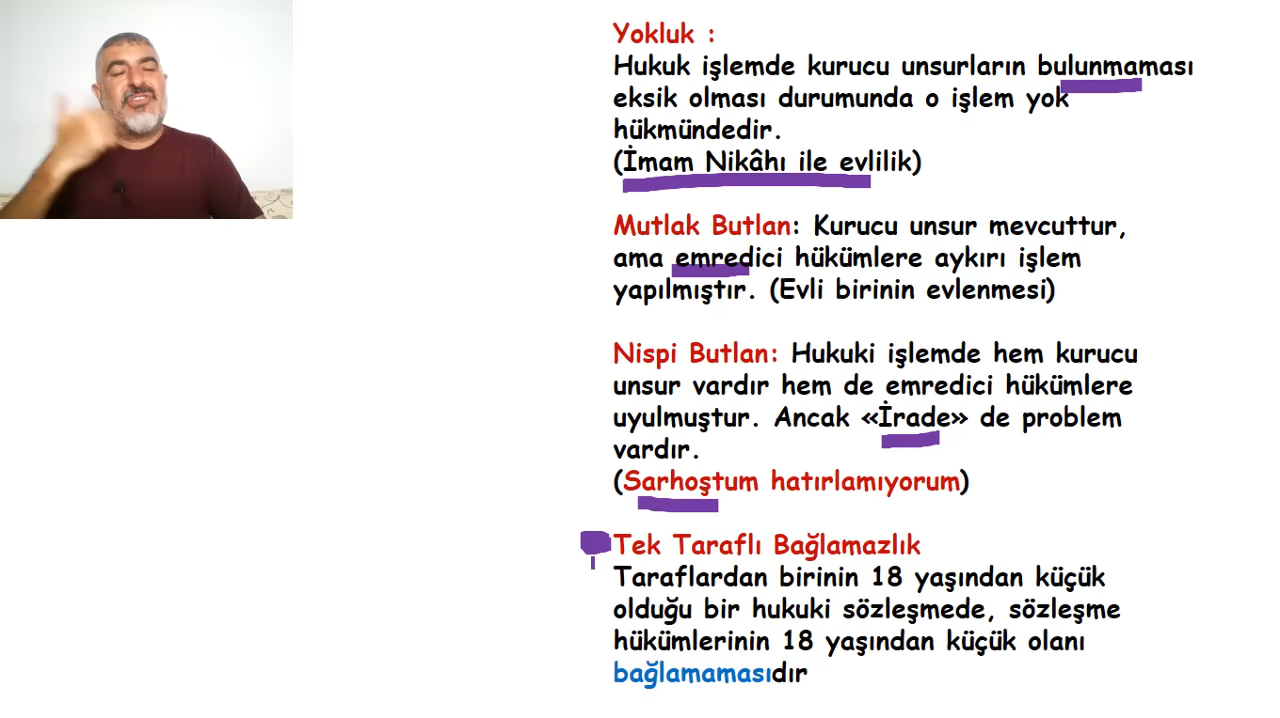 Yokluk :
Hukuk işlemde kurucu unsurların bulunmaması
eksik olması durumunda o işlem yok
hükmündedir.
(İmam Nikâhı ile evlilik)
Mutlak Butlan: Kurucu unsur mevcuttur,
ama emredici hükümlere aykırı işlem
yapılmıştır. (Evli birinin evlenmesi)
Nispi Butlan: Hukuki işlemde hem kurucu
unsur vardır hem de emredici hükümlere
uyulmuştur. Ancak «İrade» de problem
vardır.
(Sarhoştum hatırlamıyorum)
Tek Taraflı Bağlamazlık
Taraflardan birinin 18 yaşından küçük
olduğu bir hukuki sözleşmede, sözleşme
hükümlerinin 18 yaşından küçük olanı
bağlamamasıdır